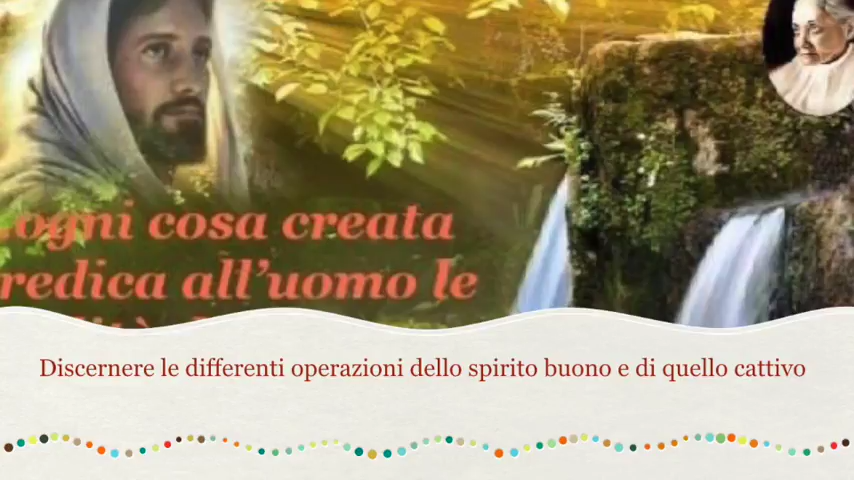 ..ogni cosa creata
redica all'uomo le
Discernere le differenti operazioni dello spirito buono e di quello cattivo